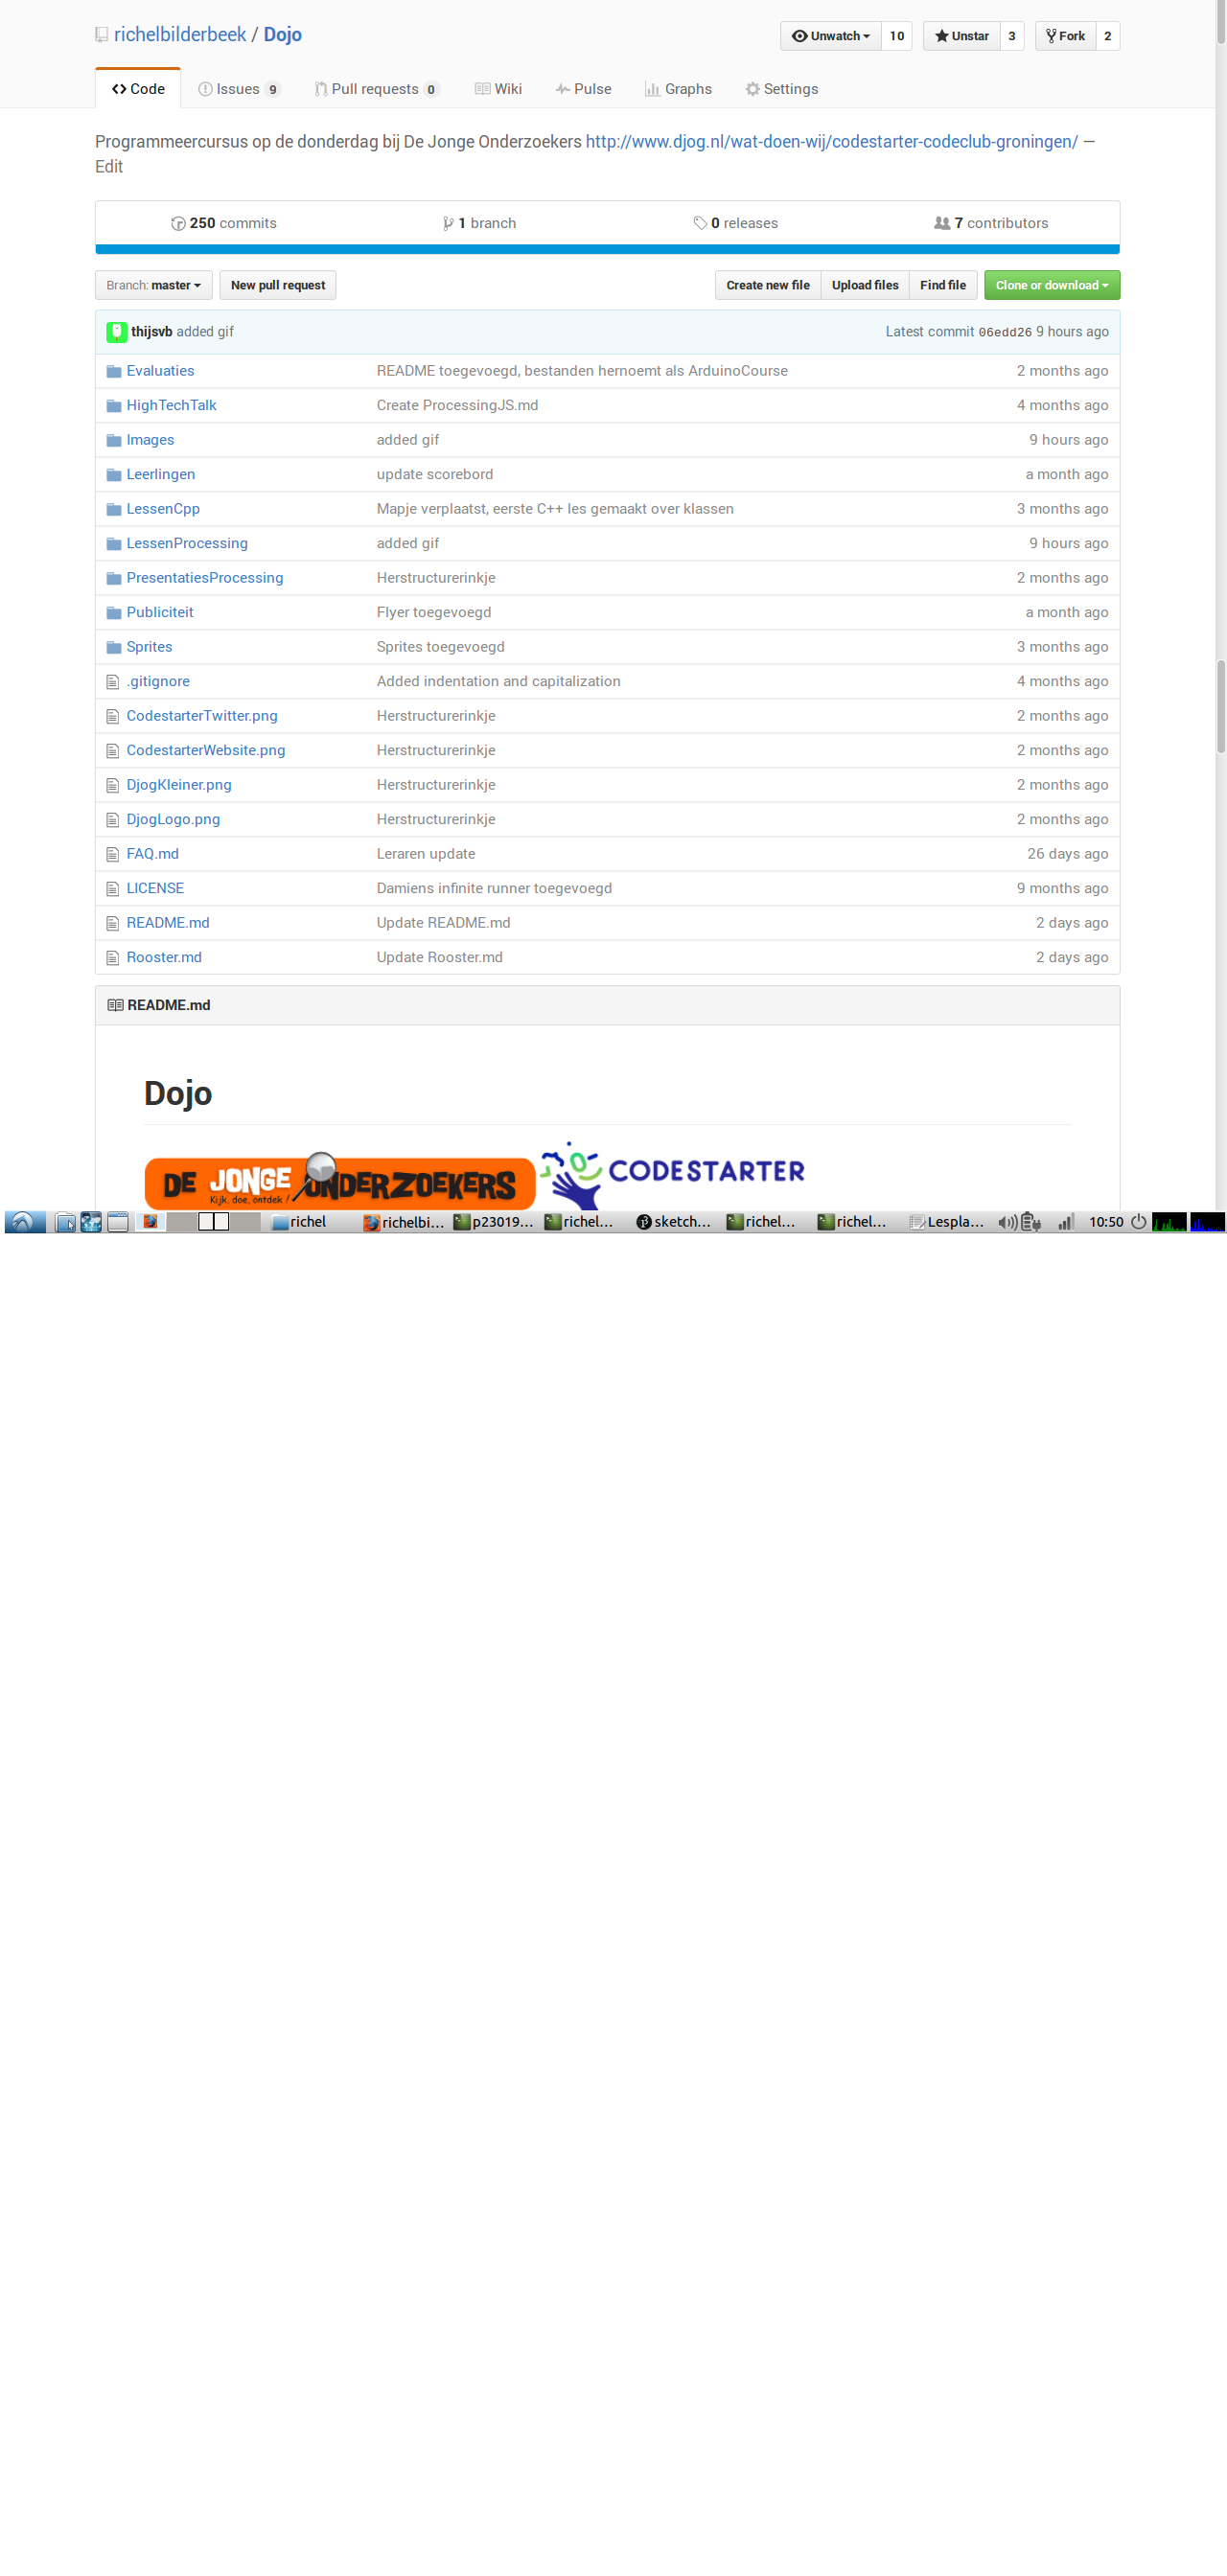 richelbilderbeek / Dojo
Unwatch 10 Unstar 3 Fork 2
Code Issues 9 Pull requests 0 Wiki Pulse Graphs Settings
Programmeercursus op de donderdag bij De Jonge Onderzoekers http://www.djog.nl/wat-doen-wij/codestarter-codeclub-groningen/ —
Edit
250 commits 1 branch 0 releases 7 contributors
Branch: master New pull request Create new file Upload files Find file Clone or download
thijsvb added gif Latest commit 06edd26 9 hours ago
Evaluaties README toegevoegd, bestanden hernoemt als ArduinoCourse 2 months ago
HighTechTalk Create ProcessingJS.md 4 months ago
Images added gif 9 hours ago
Leerlingen update scorebord a month ago
LessenCpp Mapje verplaatst, eerste C++ les gemaakt over klassen 3 months ago
LessenProcessing added gif 9 hours ago
PresentatiesProcessing Herstructurerinkje 2 months ago
Publiciteit Flyer toegevoegd a month ago
Sprites Sprites toegevoegd 3 months ago
.gitignore Added indentation and capitalization 4 months ago
CodestarterTwitter.png Herstructurerinkje 2 months ago
CodestarterWebsite.png Herstructurerinkje 2 months ago
DjogKleiner.png Herstructurerinkje 2 months ago
DjogLogo.png Herstructurerinkje 2 months ago
FAQ.md Leraren update 26 days ago
LICENSE Damiens infinite runner toegevoegd 9 months ago
README.md Update README.md 2 days ago
Rooster.md Update Rooster.md 2 days ago
README.md
Dojo
DE JONGE ONDERZOEKERS CODESTARTER
Kijk, doe, ontdek!
richel richelbi... p23019... richel... sketch... richel... richel... Lespla... 10:50